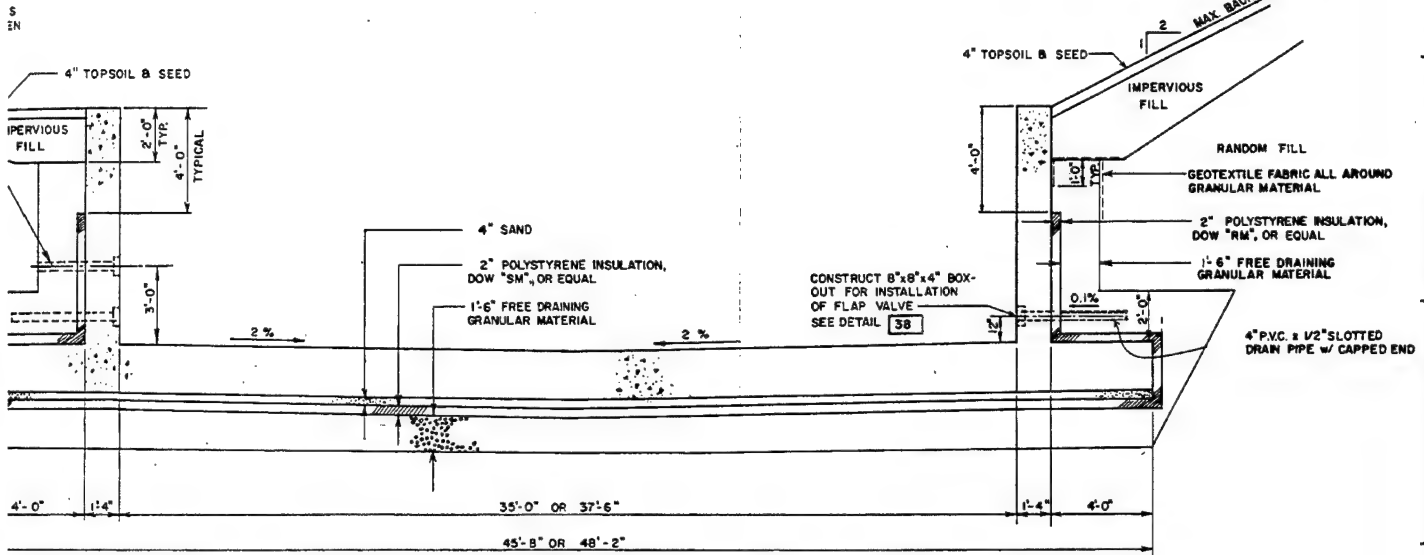 S
EN
4" TOPSOIL & SEED
IMPERVIOUS
FILL
2'-0"
TYP.
4'-0"
TYPICAL
3'-0"
4" SAND
2" POLYSTYRENE INSULATION,
DOW "SM", OR EQUAL
1'-6" FREE DRAINING
GRANULAR MATERIAL
2 %
2 %
CONSTRUCT 8"x8"x4" BOX-
OUT FOR INSTALLATION
OF FLAP VALVE
SEE DETAIL 38
12"
4'-0"
4" TOPSOIL & SEED
1
2
MAX.
IMPERVIOUS
FILL
RANDOM FILL
1'-0"
TYP.
GEOTEXTILE FABRIC ALL AROUND
GRANULAR MATERIAL
2" POLYSTYRENE INSULATION,
DOW "RM", OR EQUAL
1'-6" FREE DRAINING
GRANULAR MATERIAL
0.1%
2'-0"
4" P.V.C. x 1/2" SLOTTED
DRAIN PIPE w/ CAPPED END
4'-0"
1'-4"
35'-0" OR 37'-6"
1'-4"
4'-0"
45'-8" OR 48'-2"